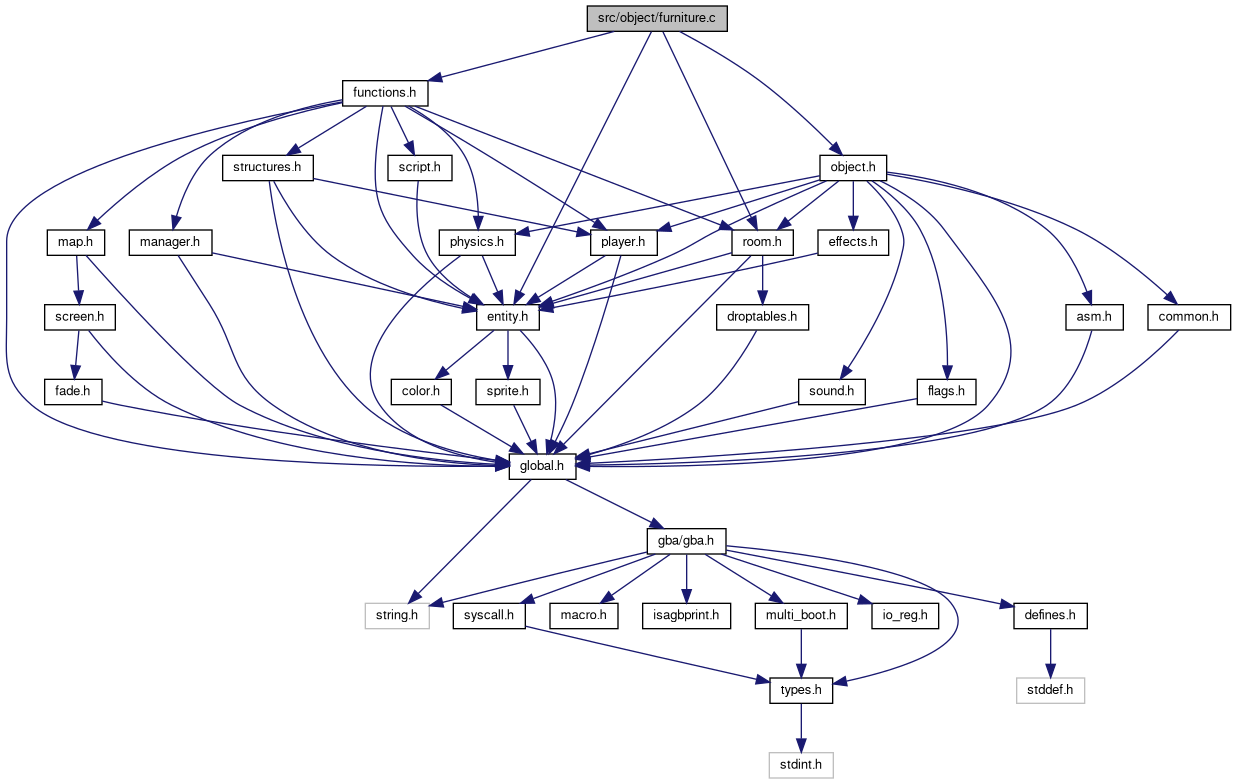 src/object/furniture.c
functions.h
structures.h
script.h
object.h
map.h
manager.h
physics.h
player.h
room.h
effects.h
screen.h
entity.h
droptables.h
asm.h
common.h
fade.h
color.h
sprite.h
sound.h
flags.h
global.h
gba/gba.h
string.h
syscall.h
macro.h
isagbprint.h
multi_boot.h
io_reg.h
defines.h
types.h
stddef.h
stdint.h